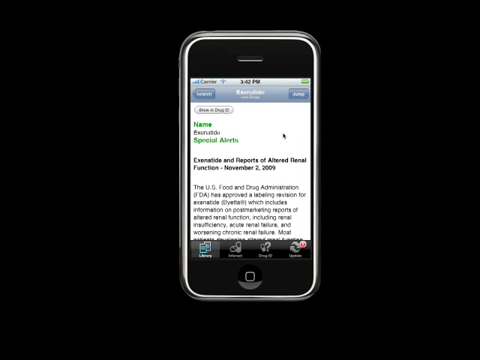 Carrier 3:42 PM
Search Exenatide Jump
Show in Drug ID
Name
Exenatide
Special Alerts
Exenatide and Reports of Altered Renal
Function - November 2, 2009
The U.S. Food and Drug Administration
(FDA) has approved a labeling revision for
exenatide (Byetta®) which includes
information on postmarketing reports of
altered renal function, including renal
insufficiency, acute renal failure, and
worsening chronic renal failure. Most
Library Interact Drug ID Update